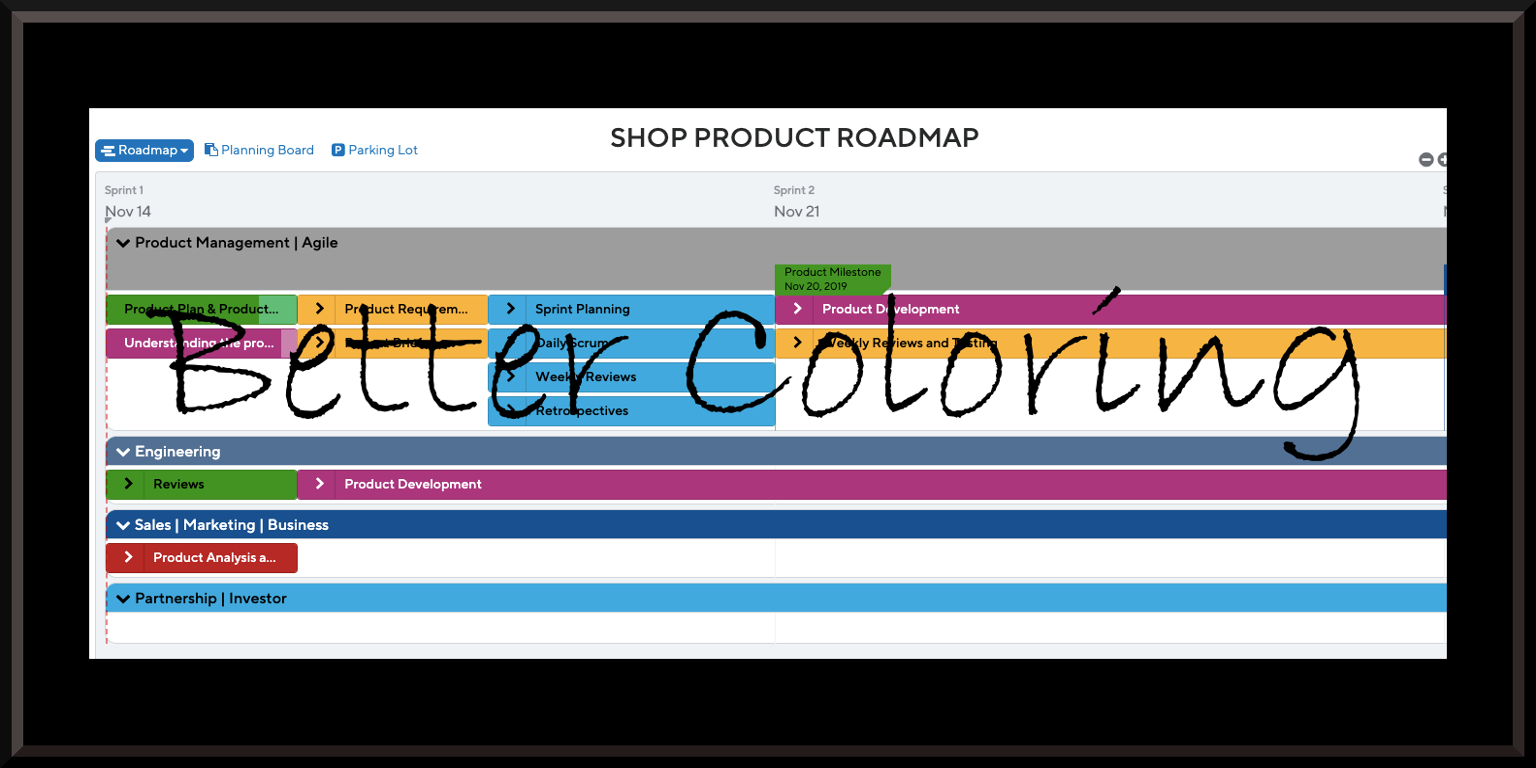 SHOP PRODUCT ROADMAP
Roadmap Planning Board P Parking Lot
Sprint 1 Sprint 2
Nov 14 Nov 21
Product Management | Agile
Product Milestone
Nov 20, 2019
Product Plan & Product... Product Requirem... Sprint Planning Product Development
Understanding the pro... Product Daily Scrum Weekly Reviews and Testing
Better Coloring
Weekly Reviews
Retrospectives
Engineering
Reviews Product Development
Sales | Marketing | Business
Product Analysis a...
Partnership | Investor